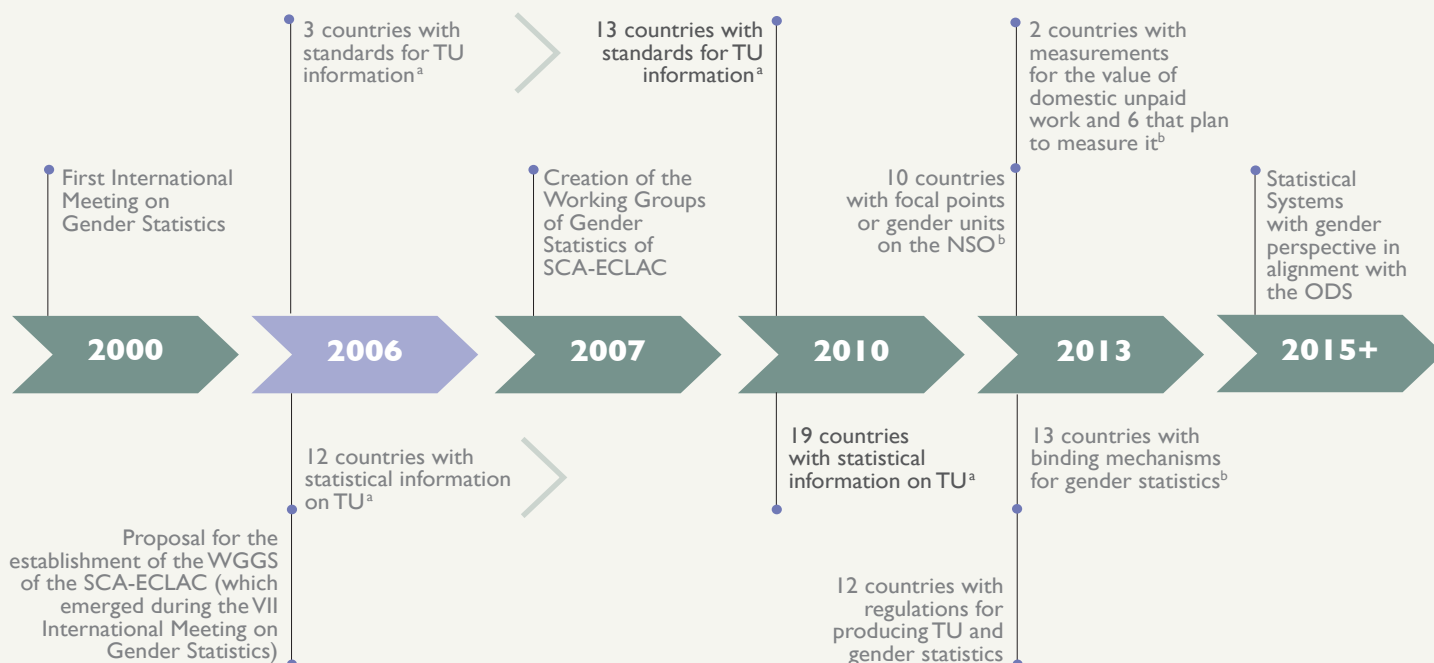 3 countries with
standards for TU
information a
13 countries with
standards for TU
information a
2 countries with
measurements
for the value of
domestic unpaid
work and 6 that plan
to measure it b
First International
Meeting on
Gender Statistics
Creation of the
Working Groups
of Gender
Statistics of
SCA-ECLAC
10 countries
with focal points
or gender units
on the NSO b
Statistical
Systems
with gender
perspective in
alignment with
the ODS
2000
2006
2007
2010
2013
2015+
12 countries with
statistical information
on TU a
19 countries
with statistical
information on TU a
13 countries with
binding mechanisms
for gender statistics b
Proposal for the
establishment of the WGGS
of the SCA-ECLAC (which
emerged during the VII
International Meeting on
Gender Statistics)
12 countries with
regulations for
producing TU and
gender statistics